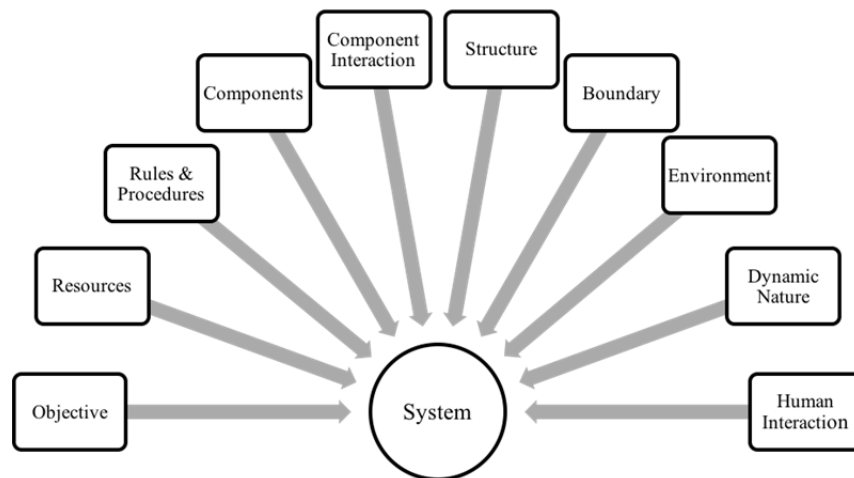 Component
Interaction
Structure
Components
Boundary
Rules &
Procedures
Environment
Resources
Dynamic
Nature
Objective
System
Human
Interaction